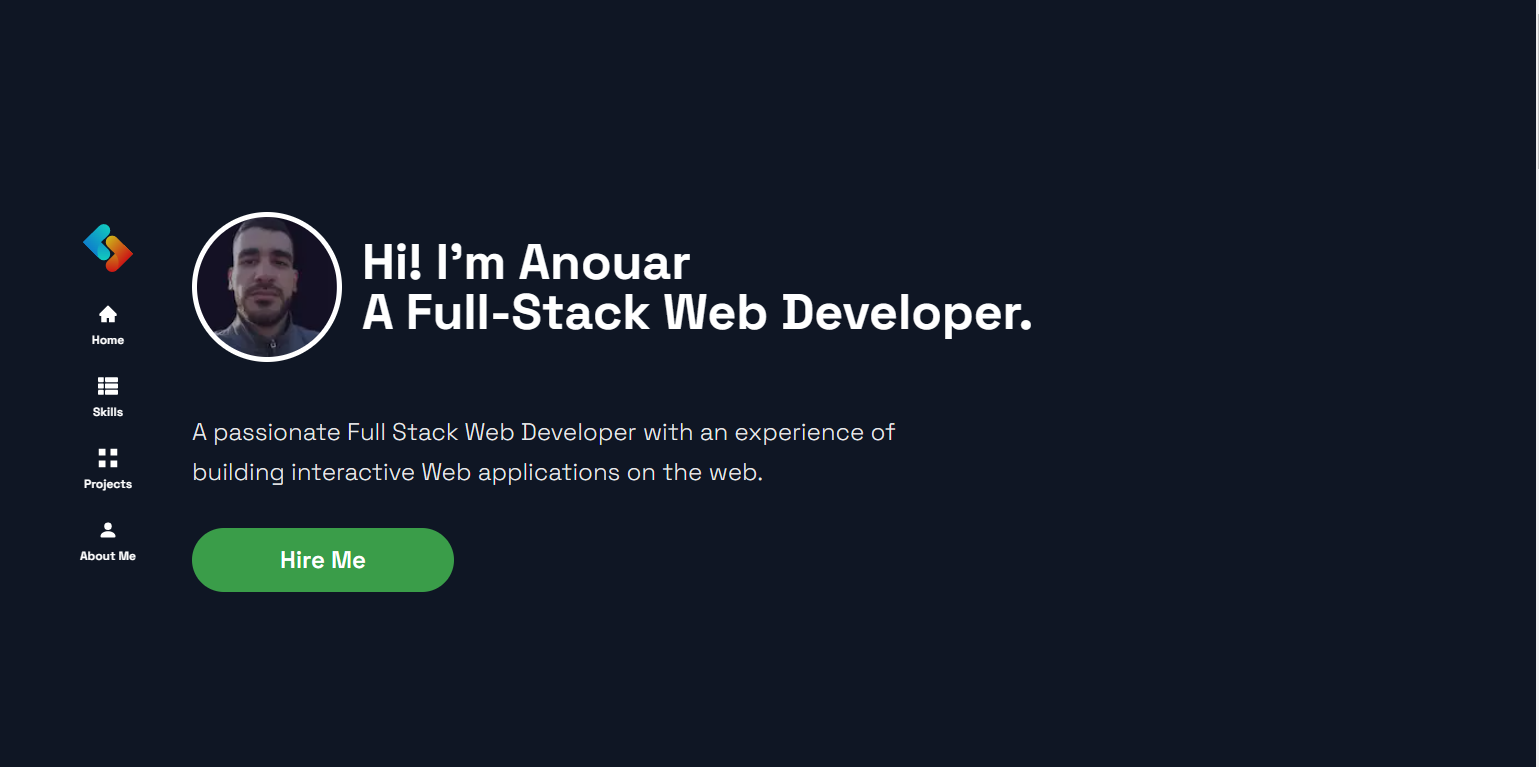 Home
Skills
Projects
About Me
Hi! I’m Anouar
A Full-Stack Web Developer.
A passionate Full Stack Web Developer with an experience of
building interactive Web applications on the web.
Hire Me